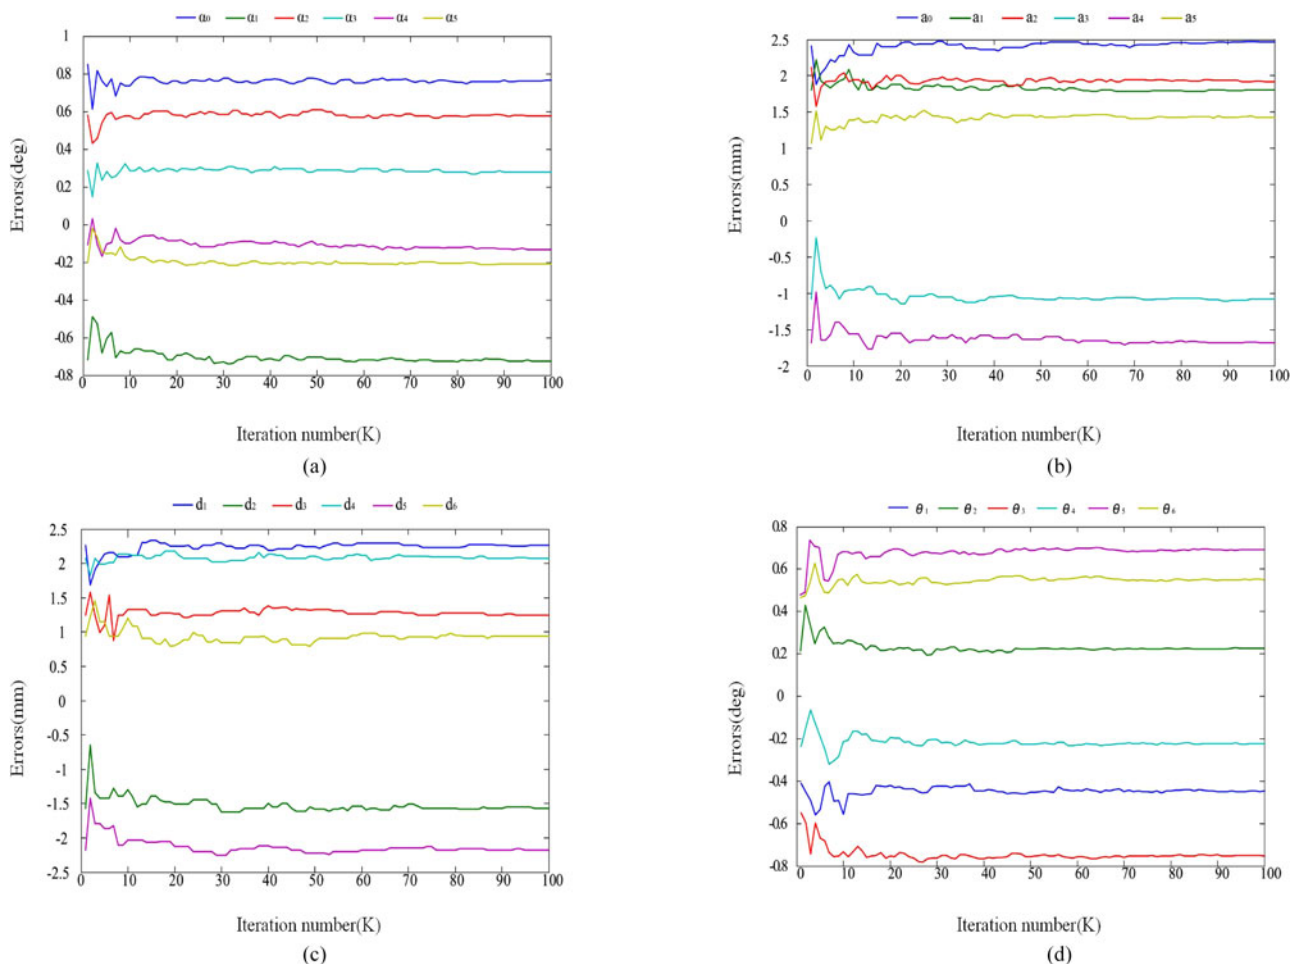 α₀ α₁ α₂ α₃ α₄ α₅
1
0.8
0.6
0.4
0.2
0
-0.2
-0.4
-0.6
-0.8
Errors(deg)
0 10 20 30 40 50 60 70 80 90 100
Iteration number(K)
(a)
a₀ a₁ a₂ a₃ a₄ a₅
2.5
2
1.5
1
0.5
0
-0.5
-1
-1.5
-2
Errors(mm)
0 10 20 30 40 50 60 70 80 90 100
Iteration number(K)
(b)
d₁ d₂ d₃ d₄ d₅ d₆
2.5
2
1.5
1
0.5
0
-0.5
-1
-1.5
-2
-2.5
Errors(mm)
0 10 20 30 40 50 60 70 80 90 100
Iteration number(K)
(c)
θ₁ θ₂ θ₃ θ₄ θ₅ θ₆
0.8
0.6
0.4
0.2
0
-0.2
-0.4
-0.6
-0.8
Errors(deg)
0 10 20 30 40 50 60 70 80 90 100
Iteration number(K)
(d)